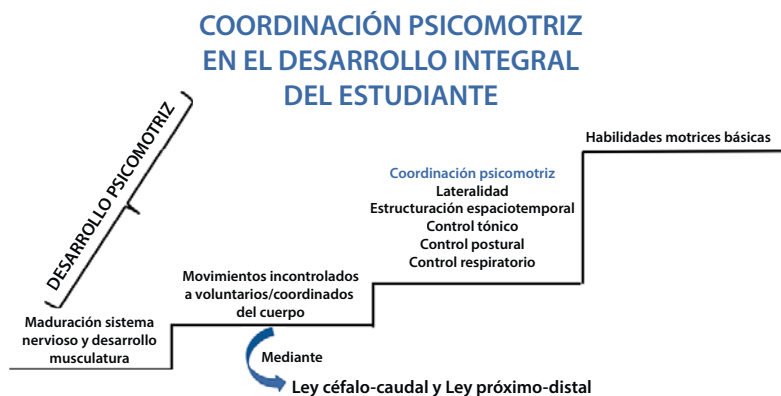 COORDINACIÓN PSICOMOTRIZ
EN EL DESARROLLO INTEGRAL
DEL ESTUDIANTE
DESARROLLO PSICOMOTRIZ
Maduración sistema
nervioso y desarrollo
musculatura
Movimientos incontrolados
a voluntarios/coordinados
del cuerpo
Mediante
Ley céfalo-caudal y Ley próximo-distal
Coordinación psicomotriz
Lateralidad
Estructuración espaciotemporal
Control tónico
Control postural
Control respiratorio
Habilidades motrices básicas